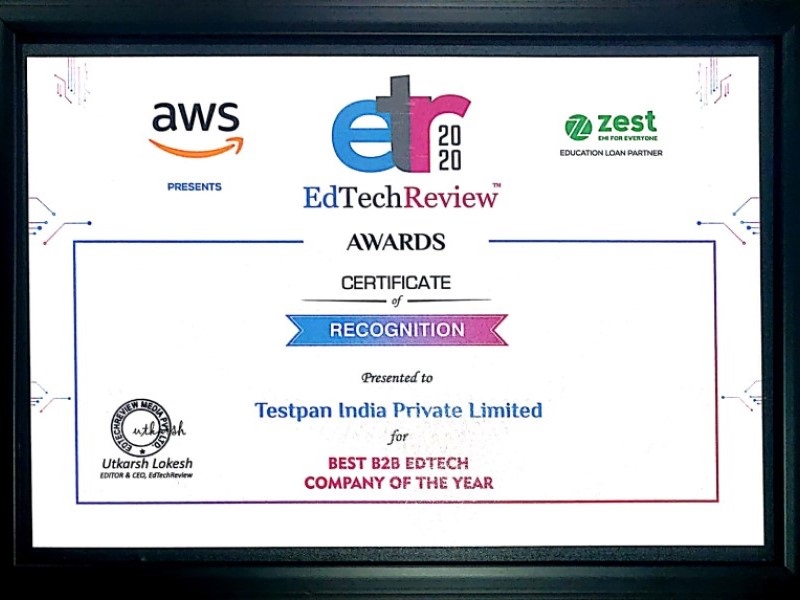 aws
PRESENTS
etr
20
20
EdTechReview™
zest
EMI FOR EVERYONE
EDUCATION LOAN PARTNER
AWARDS
CERTIFICATE
of
RECOGNITION
Presented to
Testpan India Private Limited
for
BEST B2B EDTECH
COMPANY OF THE YEAR
EDTECHREVIEW MEDIA PVT. LTD.
utkarsh
Utkarsh Lokesh
EDITOR & CEO, EdTechReview